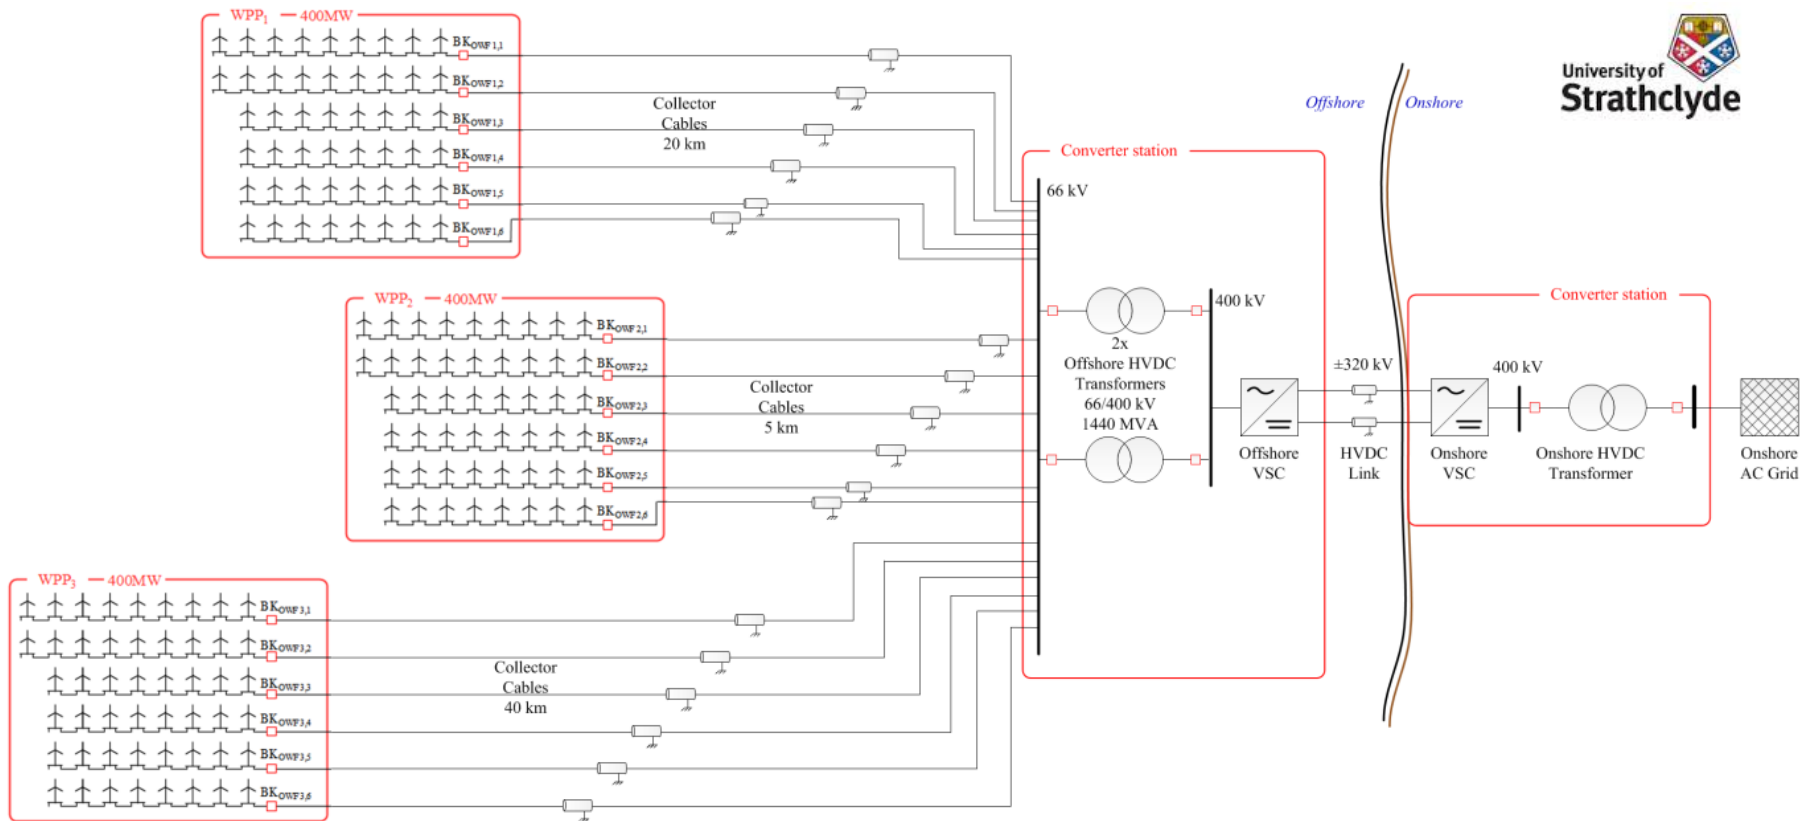 WPP1 400MW
BKOWF1,1
BKOWF1,2
BKOWF1,3
BKOWF1,4
BKOWF1,5
BKOWF1,6
Collector
Cables
20 km
University of
Strathclyde
Offshore
Onshore
Converter station
66 kV
WPP2 400MW
BKOWF2,1
BKOWF2,2
BKOWF2,3
BKOWF2,4
BKOWF2,5
BKOWF2,6
Collector
Cables
5 km
2x
Offshore HVDC
Transformers
66/400 kV
1440 MVA
400 kV
Offshore
VSC
±320 kV
HVDC
Link
Converter station
Onshore
VSC
400 kV
Onshore HVDC
Transformer
Onshore
AC Grid
WPP3 400MW
BKOWF3,1
BKOWF3,2
BKOWF3,3
BKOWF3,4
BKOWF3,5
BKOWF3,6
Collector
Cables
40 km